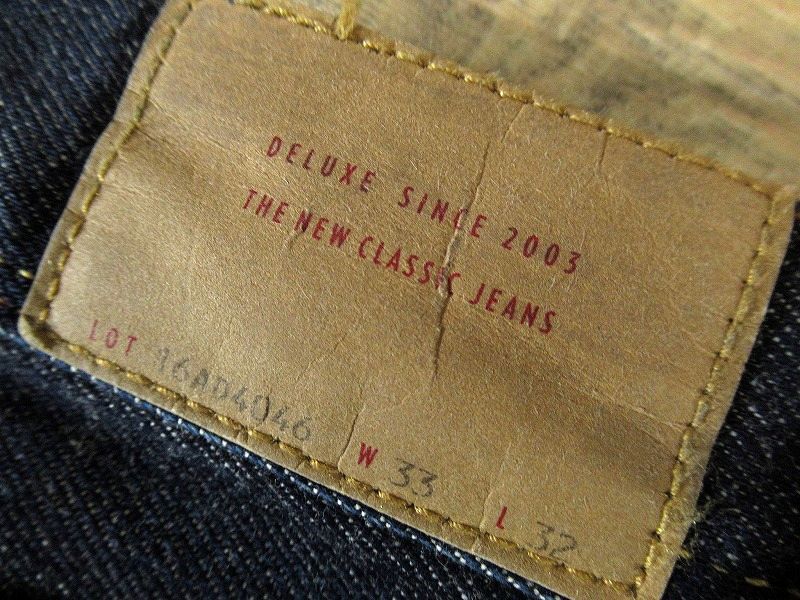 DELUXE SINCE 2003
THE NEW CLASSIC JEANS
LOT 16AD4046 W 33 L 32